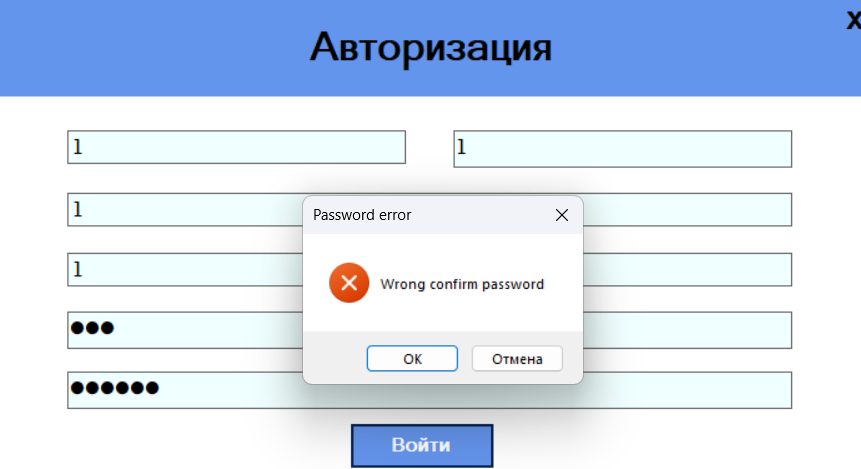 x
Авторизация
1 1
1
Password error
1
Wrong confirm password
●●●
OK Отмена
●●●●●●
Войти